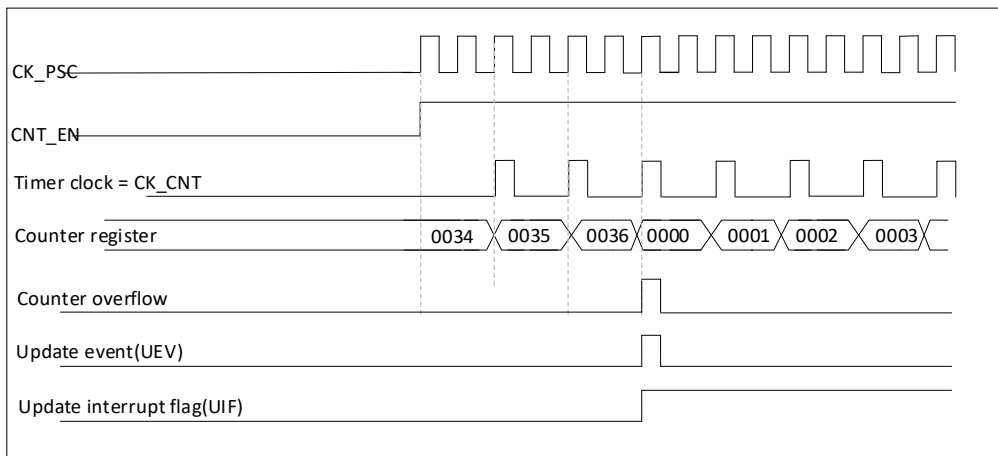 CK_PSC
CNT_EN
Timer clock = CK_CNT
Counter register
0034 0035 0036 0000 0001 0002 0003
Counter overflow
Update event(UEV)
Update interrupt flag(UIF)